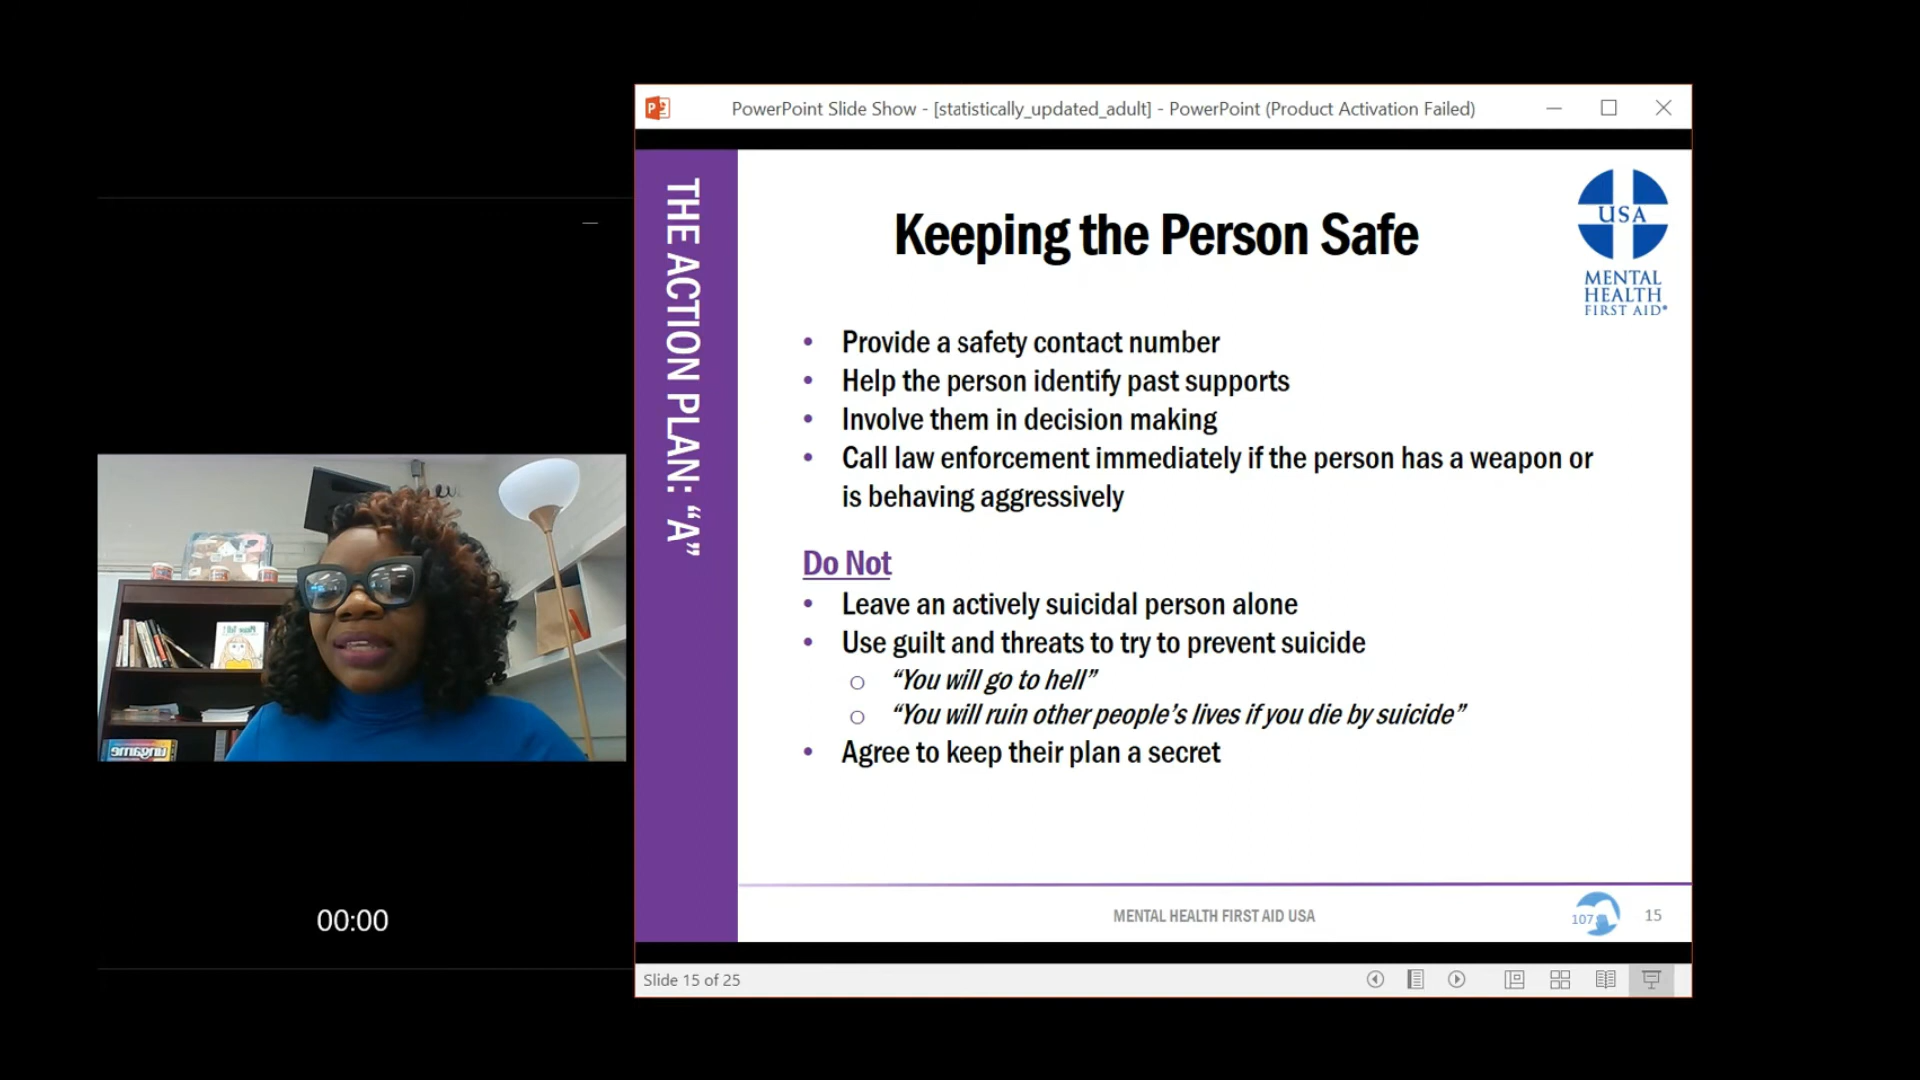 PowerPoint Slide Show - [statistically_updated_adult] - PowerPoint (Product Activation Failed)
THE ACTION PLAN: “A”
Keeping the Person Safe
USA
MENTAL
HEALTH
FIRST AID®
• Provide a safety contact number
• Help the person identify past supports
• Involve them in decision making
• Call law enforcement immediately if the person has a weapon or
is behaving aggressively
Do Not
• Leave an actively suicidal person alone
• Use guilt and threats to try to prevent suicide
○ “You will go to hell”
○ “You will ruin other people’s lives if you die by suicide”
• Agree to keep their plan a secret
MENTAL HEALTH FIRST AID USA
107
15
Slide 15 of 25
ungame
00:00